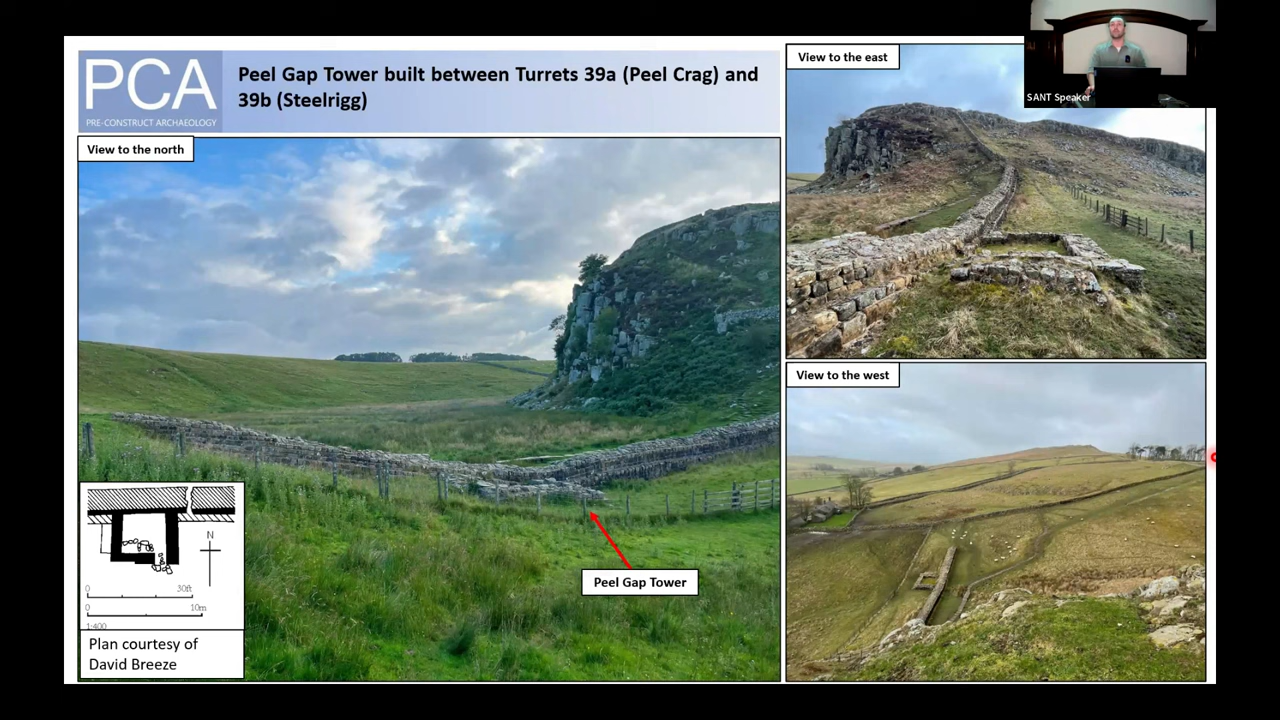 PCA
PRE-CONSTRUCT ARCHAEOLOGY
Peel Gap Tower built between Turrets 39a (Peel Crag) and
39b (Steelrigg)
View to the north
Peel Gap Tower
N
0 30ft
0 10m
1:400
Plan courtesy of
David Breeze
View to the east
View to the west
SANT Speaker